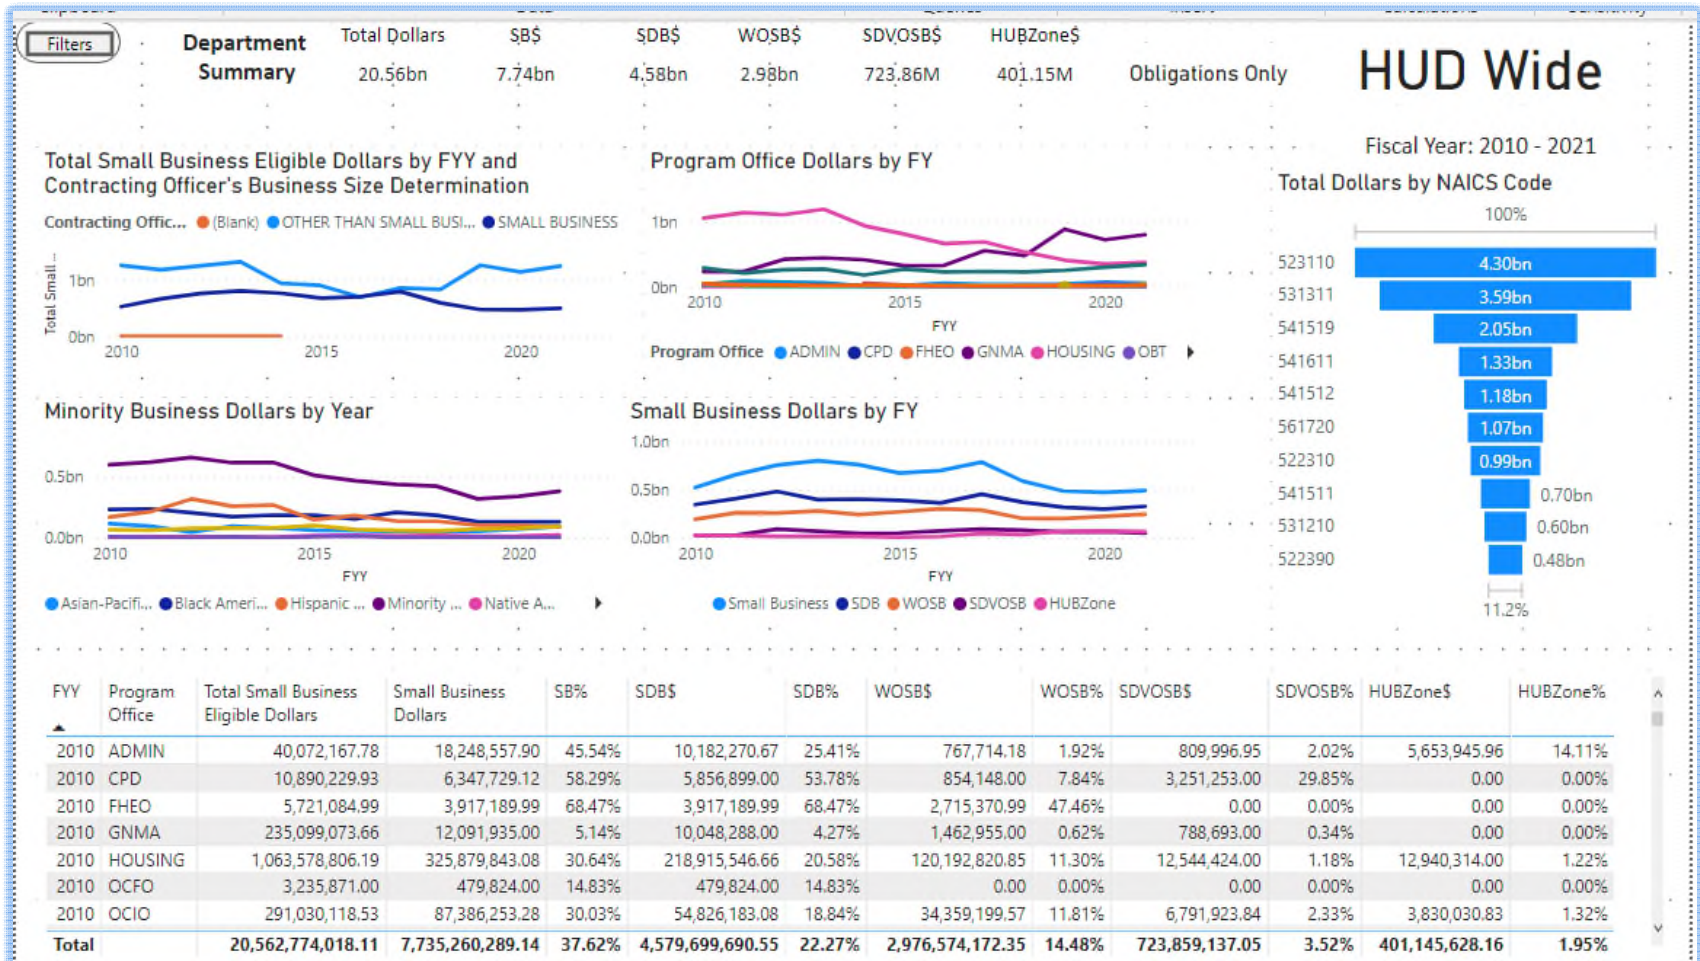 Filters
Department
Summary
Total Dollars SB$ SDB$ WOSB$ SDVOSB$ HUBZone$
20.56bn 7.74bn 4.58bn 2.98bn 723.86M 401.15M
Obligations Only
HUD Wide
Fiscal Year: 2010 - 2021
Total Small Business Eligible Dollars by FYY and
Contracting Officer's Business Size Determination
Contracting Offic... (Blank) OTHER THAN SMALL BUSI... SMALL BUSINESS
Total Small...
1bn
0bn
2010 2015 2020
Program Office Dollars by FY
1bn
0bn
2010 2015 2020
FYY
Program Office ADMIN CPD FHEO GNMA HOUSING OBT
Total Dollars by NAICS Code
100%
523110 4.30bn
531311 3.59bn
541519 2.05bn
541611 1.33bn
541512 1.18bn
561720 1.07bn
522310 0.99bn
541511 0.70bn
531210 0.60bn
522390 0.48bn
11.2%
Minority Business Dollars by Year
0.5bn
0.0bn
2010 2015 2020
FYY
Asian-Pacifi... Black Ameri... Hispanic ... Minority ... Native A...
Small Business Dollars by FY
1.0bn
0.5bn
0.0bn
2010 2015 2020
FYY
Small Business SDB WOSB SDVOSB HUBZone
FYY Program Office Total Small Business Eligible Dollars Small Business Dollars SB% SDB$ SDB% WOSB$ WOSB% SDVOSB$ SDVOSB% HUBZone$ HUBZone%
2010 ADMIN 40,072,167.78 18,248,557.90 45.54% 10,182,270.67 25.41% 767,714.18 1.92% 809,996.95 2.02% 5,653,945.96 14.11%
2010 CPD 10,890,229.93 6,347,729.12 58.29% 5,856,899.00 53.78% 854,148.00 7.84% 3,251,253.00 29.85% 0.00 0.00%
2010 FHEO 5,721,084.99 3,917,189.99 68.47% 3,917,189.99 68.47% 2,715,370.99 47.46% 0.00 0.00% 0.00 0.00%
2010 GNMA 235,099,073.66 12,091,935.00 5.14% 10,048,288.00 4.27% 1,462,955.00 0.62% 788,693.00 0.34% 0.00 0.00%
2010 HOUSING 1,063,578,806.19 325,879,843.08 30.64% 218,915,546.66 20.58% 120,192,820.85 11.30% 12,544,424.00 1.18% 12,940,314.00 1.22%
2010 OCFO 3,235,871.00 479,824.00 14.83% 479,824.00 14.83% 0.00 0.00% 0.00 0.00% 0.00 0.00%
2010 OCIO 291,030,118.53 87,386,253.28 30.03% 54,826,183.08 18.84% 34,359,199.57 11.81% 6,791,923.84 2.33% 3,830,030.83 1.32%
Total 20,562,774,018.11 7,735,260,289.14 37.62% 4,579,699,690.55 22.27% 2,976,574,172.35 14.48% 723,859,137.05 3.52% 401,145,628.16 1.95%